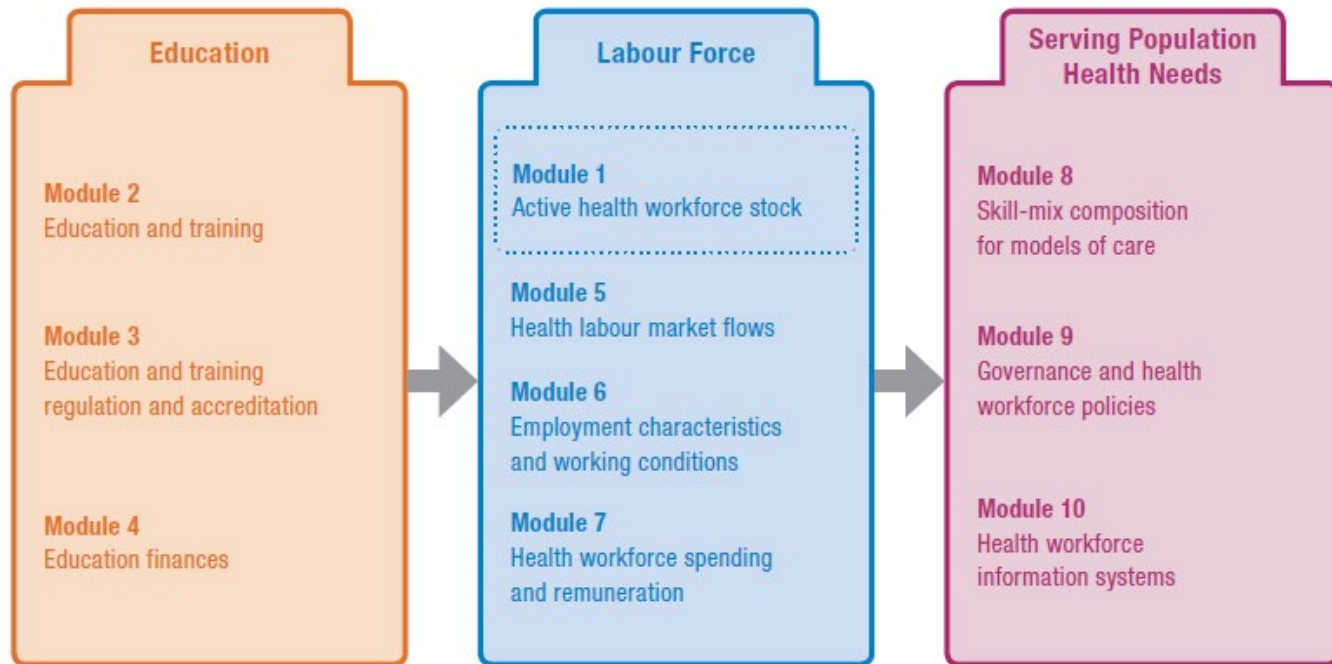 Education
Module 2
Education and training
Module 3
Education and training
regulation and accreditation
Module 4
Education finances
Labour Force
Module 1
Active health workforce stock
Module 5
Health labour market flows
Module 6
Employment characteristics
and working conditions
Module 7
Health workforce spending
and remuneration
Serving Population
Health Needs
Module 8
Skill-mix composition
for models of care
Module 9
Governance and health
workforce policies
Module 10
Health workforce
information systems